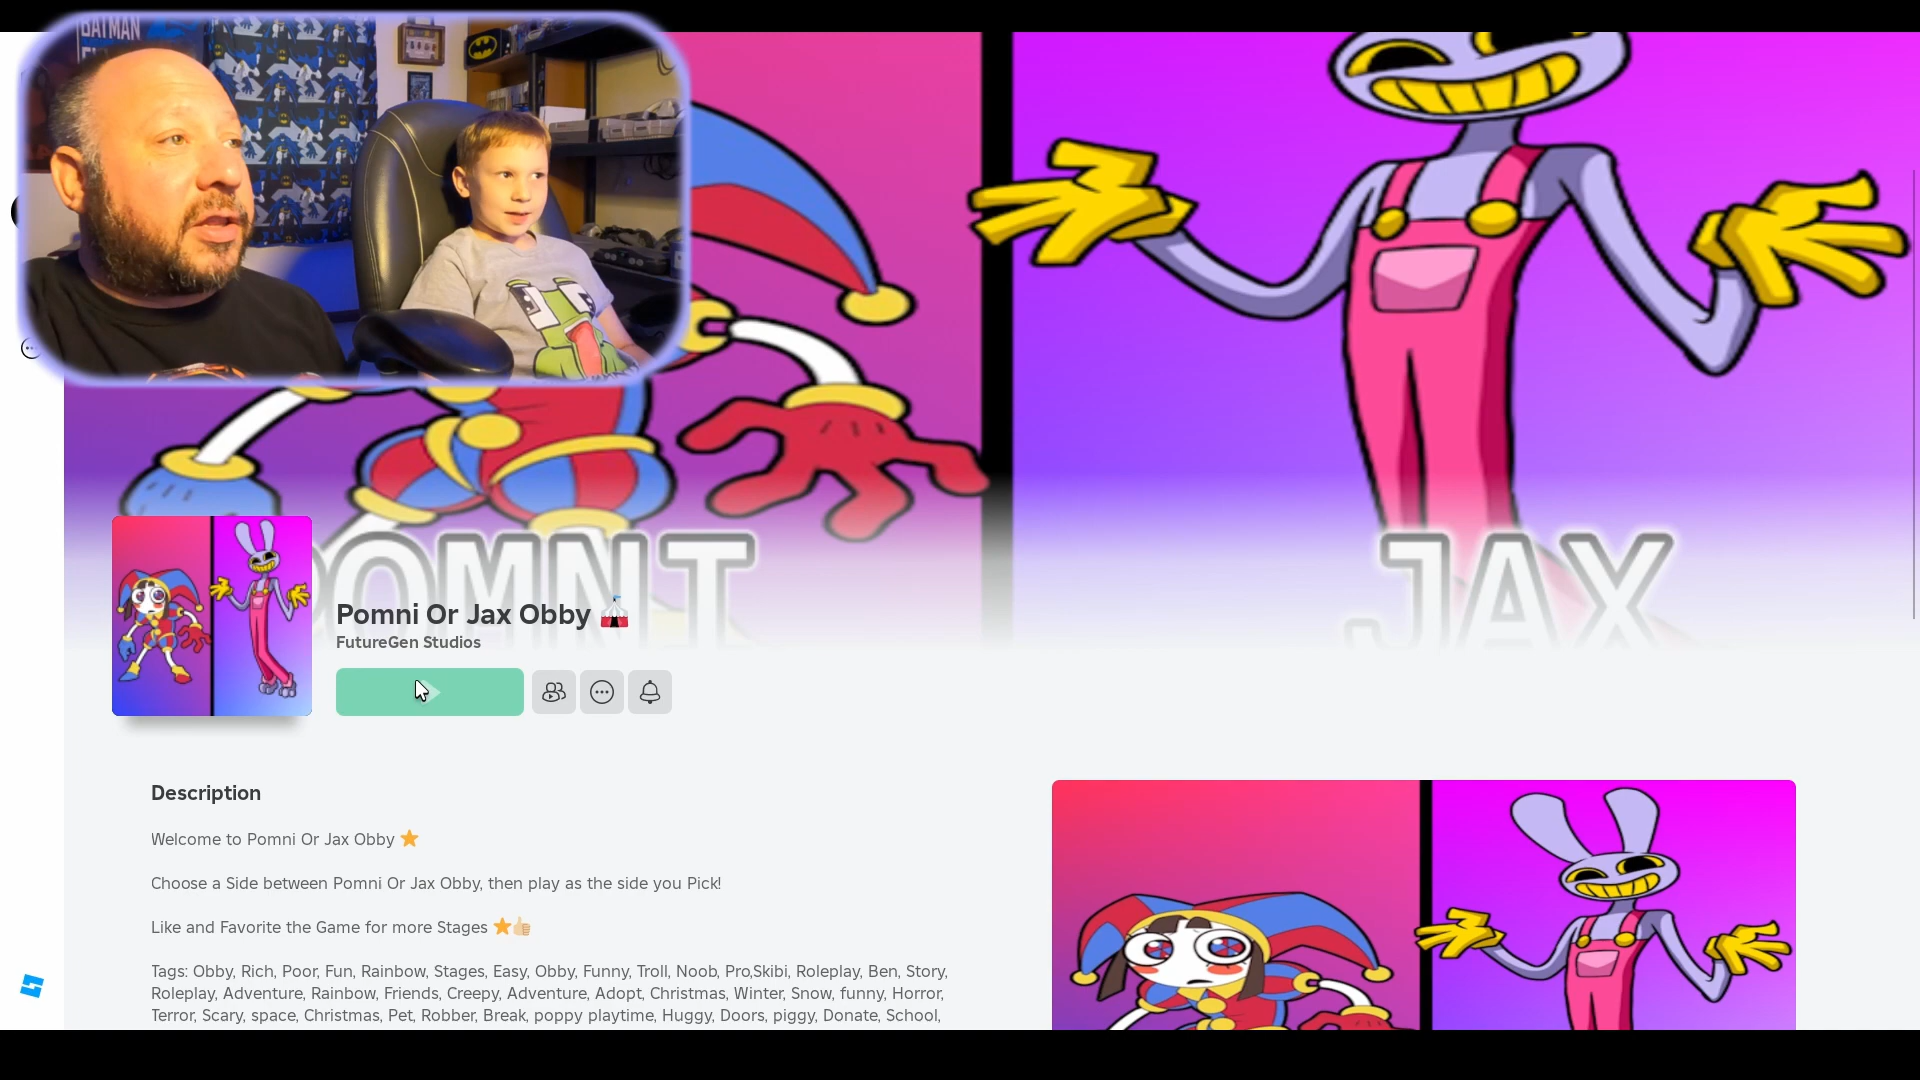 BATMAN
POMNI
JAX
Pomni Or Jax Obby
FutureGen Studios
Description
Welcome to Pomni Or Jax Obby ⭐
Choose a Side between Pomni Or Jax Obby, then play as the side you Pick!
Like and Favorite the Game for more Stages ⭐👍
Tags: Obby, Rich, Poor, Fun, Rainbow, Stages, Easy, Obby, Funny, Troll, Noob, Pro,Skibi, Roleplay, Ben, Story,
Roleplay, Adventure, Rainbow, Friends, Creepy, Adventure, Adopt, Christmas, Winter, Snow, funny, Horror,
Terror, Scary, space, Christmas, Pet, Robber, Break, poppy playtime, Huggy, Doors, piggy, Donate, School,